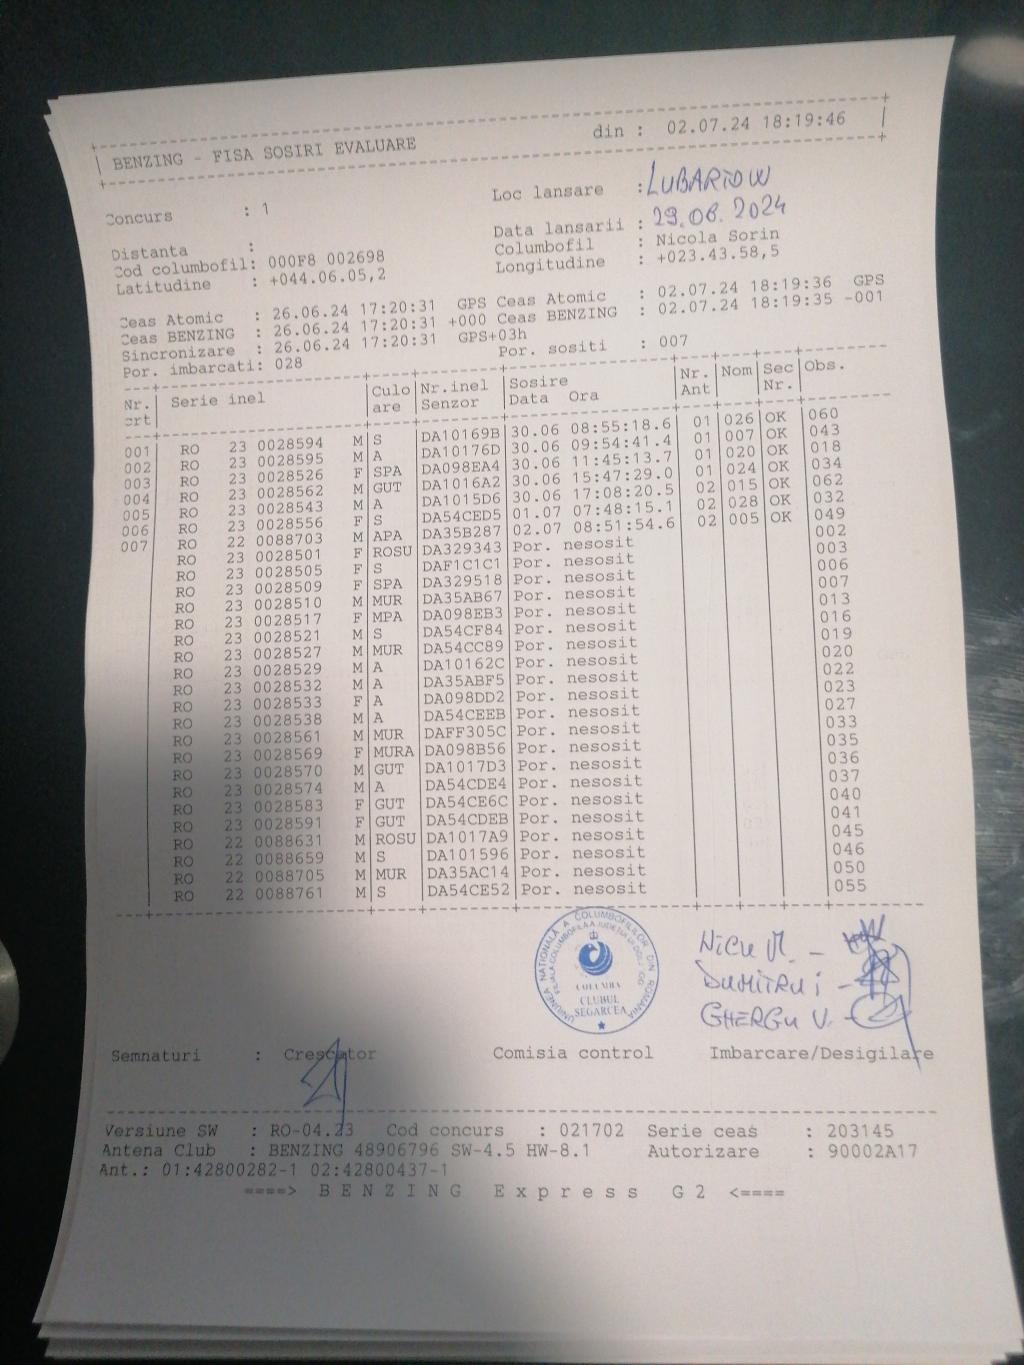 BENZING - FISA SOSIRI EVALUARE din : 02.07.24 18:19:46
Concurs : 1 Loc lansare : LUBARTOW
Data lansarii : 29.06.2024
Distanta : Columbofil : Nicola Sorin
Cod columbofil: 000F8 002698 Longitudine : +023.43.58,5
Latitudine : +044.06.05,2
Ceas Atomic : 26.06.24 17:20:31 GPS Ceas Atomic : 02.07.24 18:19:36 GPS
Ceas BENZING : 26.06.24 17:20:31 +000 Ceas BENZING : 02.07.24 18:19:35 -001
Sincronizare : 26.06.24 17:20:31 GPS+03h
Por. imbarcati: 028 Por. sositi : 007
Nr. Serie inel Culo Nr.inel Sosire Nr. Nom Sec Obs.
crt are Senzor Data Ora Ant Nr.
001 RO 23 0028594 M S DA10169B 30.06 08:55:18.6 01 026 OK 060
002 RO 23 0028595 M A DA10176D 30.06 09:54:41.4 01 007 OK 043
003 RO 23 0028526 F SPA DA098EA4 30.06 11:45:13.7 01 020 OK 018
004 RO 23 0028562 M GUT DA1016A2 30.06 15:47:29.0 01 024 OK 034
005 RO 23 0028543 M A DA1015D6 30.06 17:08:20.5 02 015 OK 062
006 RO 23 0028556 F S DA54CED5 01.07 07:48:15.1 02 028 OK 032
007 RO 22 0088703 M APA DA35B287 02.07 08:51:54.6 02 005 OK 049
RO 23 0028501 F ROSU DA329343 Por. nesosit 002
RO 23 0028505 F S DAF1C1C1 Por. nesosit 003
RO 23 0028509 F SPA DA329518 Por. nesosit 006
RO 23 0028510 M MUR DA35AB67 Por. nesosit 007
RO 23 0028517 F MPA DA098EB3 Por. nesosit 013
RO 23 0028521 M S DA54CF84 Por. nesosit 016
RO 23 0028527 M MUR DA54CC89 Por. nesosit 019
RO 23 0028529 M A DA10162C Por. nesosit 020
RO 23 0028532 M A DA35ABF5 Por. nesosit 022
RO 23 0028533 F A DA098DD2 Por. nesosit 023
RO 23 0028538 M A DA54CEEB Por. nesosit 027
RO 23 0028561 M MUR DAFF305C Por. nesosit 033
RO 23 0028569 F MURA DA098B56 Por. nesosit 035
RO 23 0028570 M GUT DA1017D3 Por. nesosit 036
RO 23 0028574 M A DA54CDE4 Por. nesosit 037
RO 23 0028583 F GUT DA54CE6C Por. nesosit 040
RO 23 0028591 F GUT DA54CDEB Por. nesosit 041
RO 22 0088631 M ROSU DA1017A9 Por. nesosit 045
RO 22 0088659 M S DA101596 Por. nesosit 046
RO 22 0088705 M MUR DA35AC14 Por. nesosit 050
RO 22 0088761 M S DA54CE52 Por. nesosit 055
UNIUNEA NATIONALA A COLUMBOFILILOR DIN ROMANIA
COLUMBA
CLUBUL
SEGARCEA
NICU M. -
DUMITRU i -
GHERGU V. -
Semnaturi : Crescator Comisia control Imbarcare/Desigilare
Versiune SW : RO-04.23 Cod concurs : 021702 Serie ceas : 203145
Antena Club : BENZING 48906796 SW-4.5 HW-8.1 Autorizare : 90002A17
Ant.: 01:42800282-1 02:42800437-1
====> B E N Z I N G E x p r e s s G 2 <====